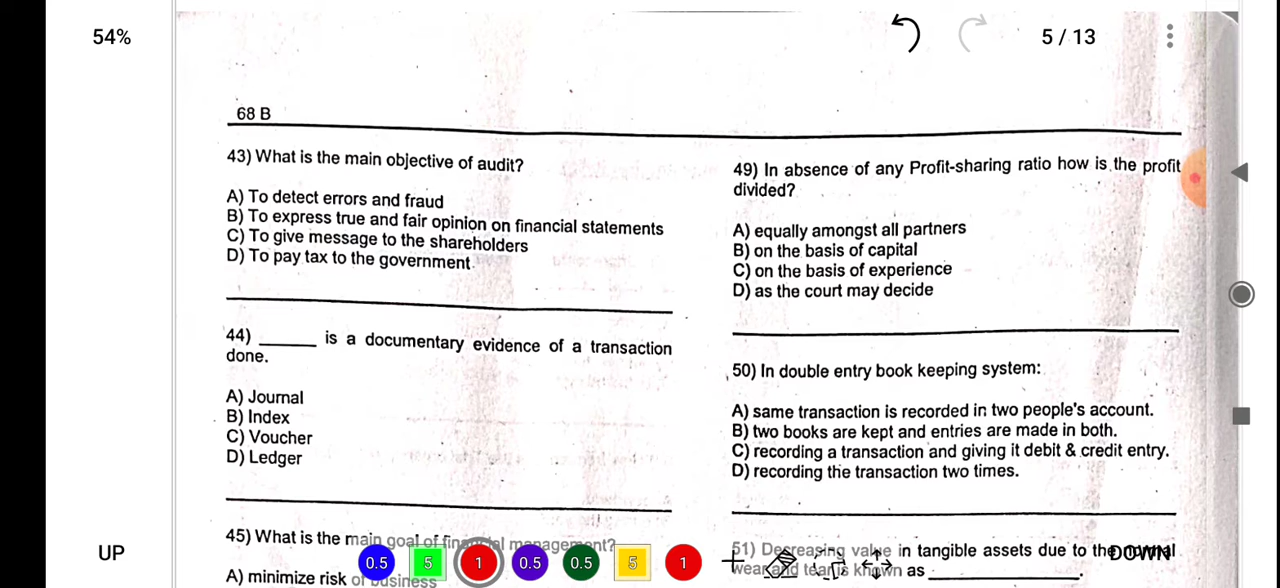 54%
5 / 13
68 B
43) What is the main objective of audit?
A) To detect errors and fraud
B) To express true and fair opinion on financial statements
C) To give message to the shareholders
D) To pay tax to the government.
44) ______ is a documentary evidence of a transaction
done.
A) Journal
B) Index
C) Voucher
D) Ledger
45) What is the main goal of financial management?
A) minimize risk of business
49) In absence of any Profit-sharing ratio how is the profit
divided?
A) equally amongst all partners
B) on the basis of capital
C) on the basis of experience
D) as the court may decide
50) In double entry book keeping system:
A) same transaction is recorded in two people's account.
B) two books are kept and entries are made in both.
C) recording a transaction and giving it debit & credit entry.
D) recording the transaction two times.
51) Decreasing value in tangible assets due to the
wear and tear is known as ______.
UP
0.5
5
1
0.5
0.5
5
1
DOWN